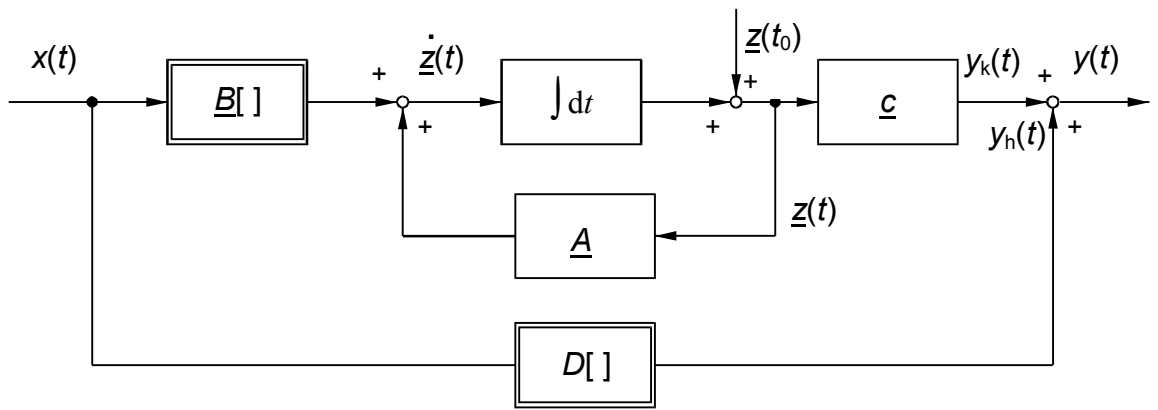 x(t)
B[ ]
+
ż(t)
+
∫dt
z(t₀)
+
+
c
yₖ(t)
+
y(t)
yₕ(t)
+
A
z(t)
D[ ]